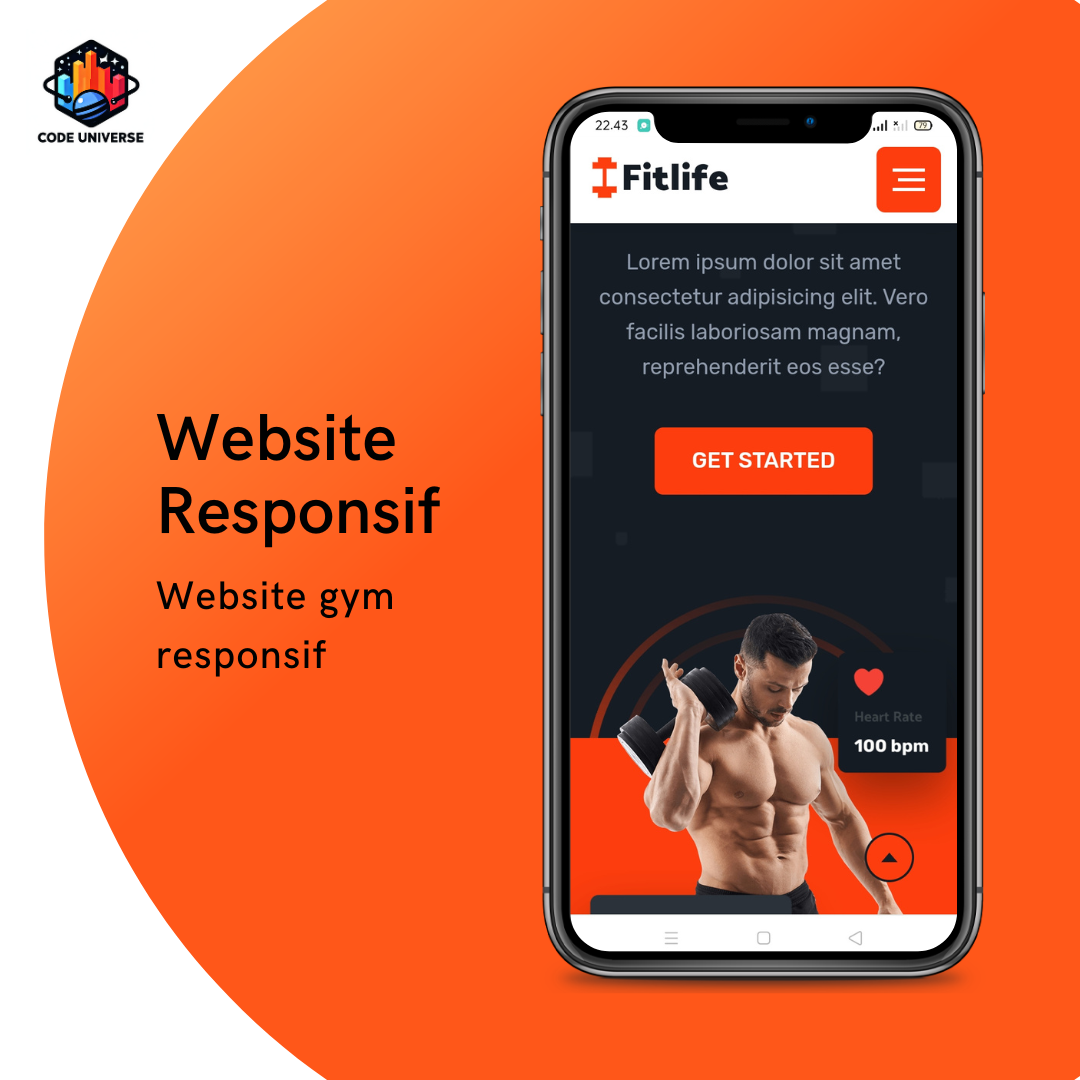 CODE UNIVERSE
Website
Responsif
Website gym
responsif
22.43
79
Fitlife
Lorem ipsum dolor sit amet
consectetur adipisicing elit. Vero
facilis laboriosam magnam,
reprehenderit eos esse?
GET STARTED
Heart Rate
100 bpm